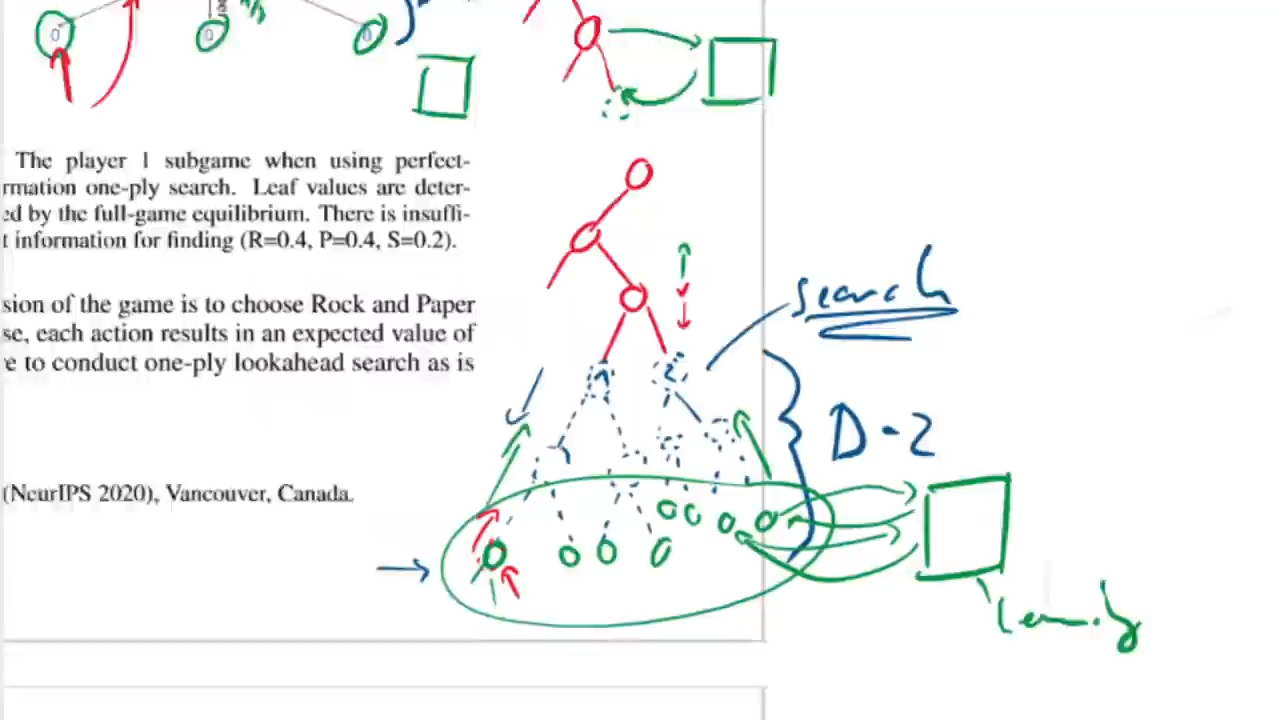 The player 1 subgame when using perfect-
rmation one-ply search. Leaf values are deter-
ed by the full-game equilibrium. There is insuffi-
t information for finding (R=0.4, P=0.4, S=0.2).
sion of the game is to choose Rock and Paper
se, each action results in an expected value of
e to conduct one-ply lookahead search as is
(NeurIPS 2020), Vancouver, Canada.
search
1 2
D-2